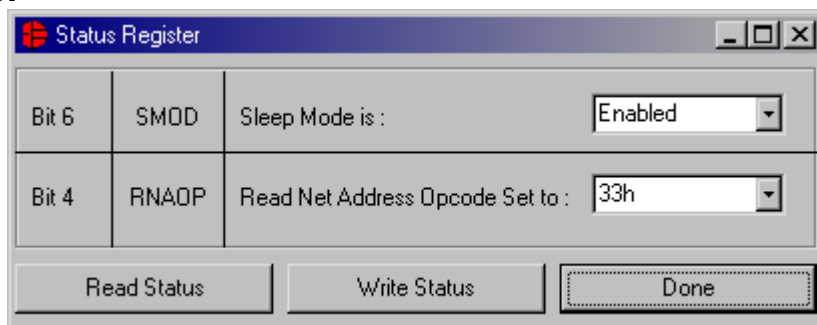 Status Register
Bit 6 SMOD Sleep Mode is : Enabled
Bit 4 RNAOP Read Net Address Opcode Set to : 33h
Read Status Write Status Done